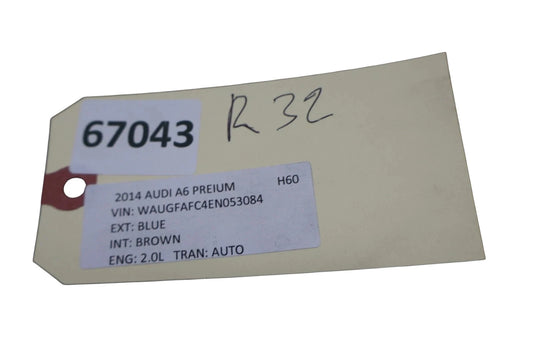 67043
R 32
2014 AUDI A6 PREIUM H60
VIN: WAUGFAFC4EN053084
EXT: BLUE
INT: BROWN
ENG: 2.0L TRAN: AUTO